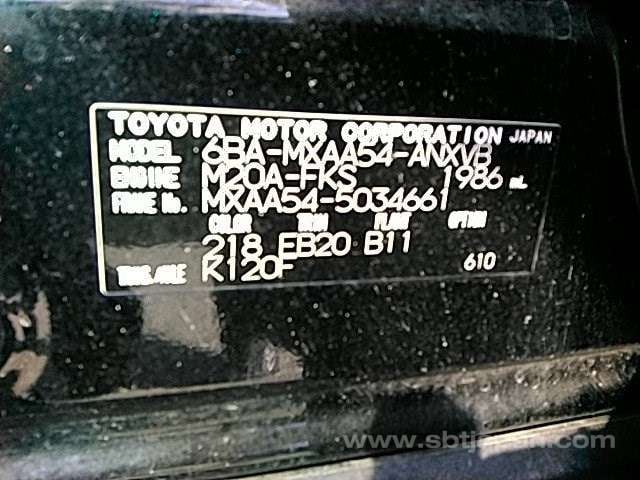 TOYOTA MOTOR CORPORATION JAPAN
MODEL 6BA-MXAA54-ANXVB
ENGINE M20A-FKS 1986 mL
FRAME No. MXAA54-5034661
COLOR TRIM PLANT OPTION
218 EB20 B11
TRANS/AXLE K120F 610
www.sbtjapan.com